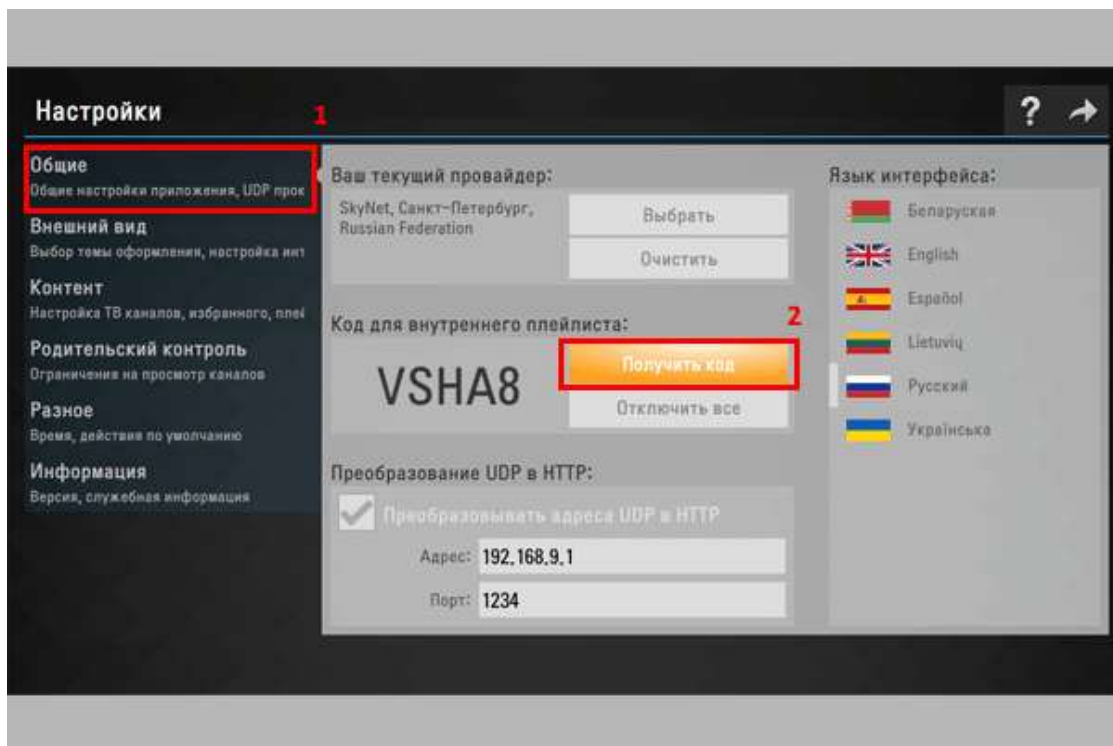 Настройки
1
?
Общие
Общие настройки приложения, UDP прок
Внешний вид
Выбор темы оформления, настройка инт
Контент
Настройка ТВ каналов, избранного, плей
Родительский контроль
Ограничения на просмотр каналов
Разное
Время, действия по умолчанию
Информация
Версия, служебная информация
Ваш текущий провайдер:
SkyNet, Санкт-Петербург,
Russian Federation
Выбрать
Очистить
Код для внутреннего плейлиста:
2
VSHA8
Получить код
Отключить все
Преобразование UDP в HTTP:
Преобразовывать адреса UDP в HTTP
Адрес: 192.168.9.1
Порт: 1234
Язык интерфейса:
Беларуская
English
Español
Lietuvių
Русский
Українська